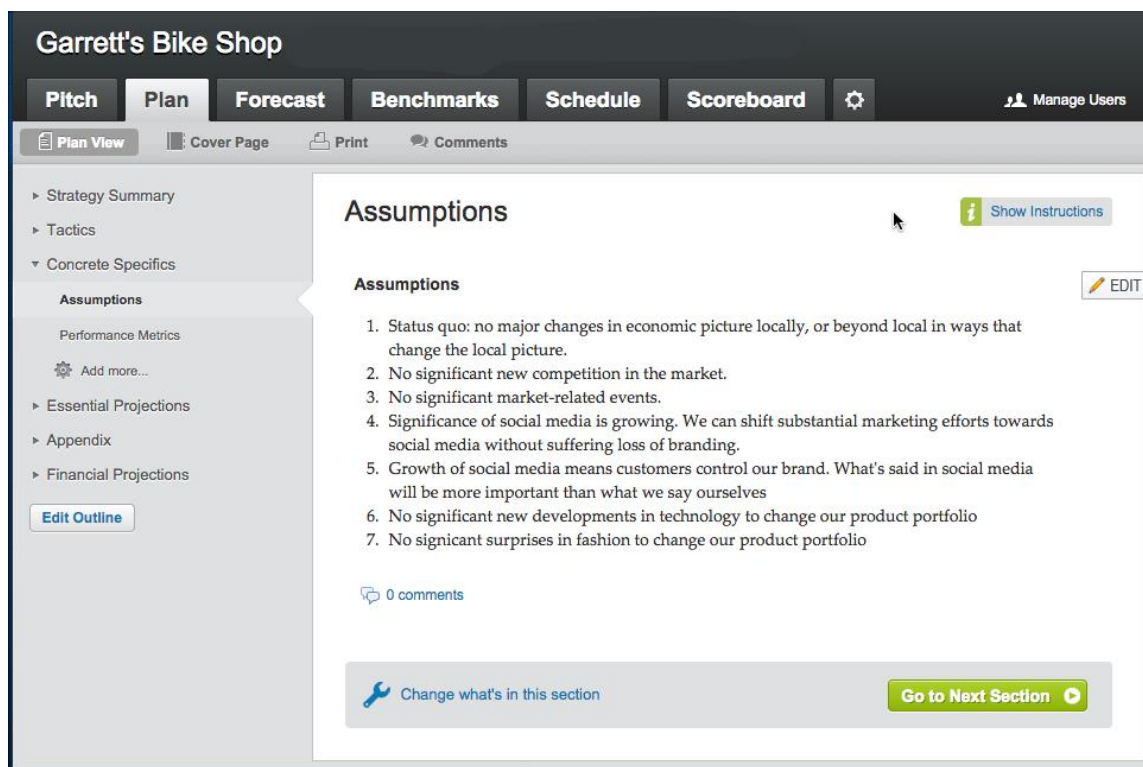 Garrett's Bike Shop
Pitch Plan Forecast Benchmarks Schedule Scoreboard Manage Users
Plan View Cover Page Print Comments
Strategy Summary
Tactics
Concrete Specifics
Assumptions
Performance Metrics
Add more...
Essential Projections
Appendix
Financial Projections
Edit Outline
Assumptions
i Show Instructions
Assumptions
EDIT
1. Status quo: no major changes in economic picture locally, or beyond local in ways that
change the local picture.
2. No significant new competition in the market.
3. No significant market-related events.
4. Significance of social media is growing. We can shift substantial marketing efforts towards
social media without suffering loss of branding.
5. Growth of social media means customers control our brand. What's said in social media
will be more important than what we say ourselves
6. No significant new developments in technology to change our product portfolio
7. No signicant surprises in fashion to change our product portfolio
0 comments
Change what's in this section
Go to Next Section